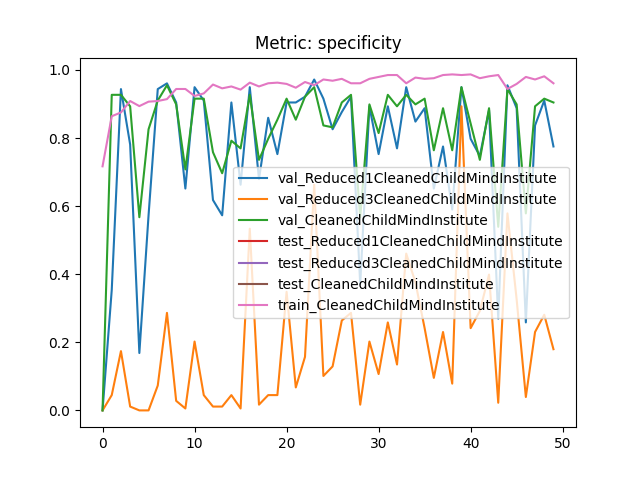 Metric: specificity
1.0
0.8
0.6
0.4
0.2
0.0
val_Reduced1CleanedChildMindInstitute
val_Reduced3CleanedChildMindInstitute
val_CleanedChildMindInstitute
test_Reduced1CleanedChildMindInstitute
test_Reduced3CleanedChildMindInstitute
test_CleanedChildMindInstitute
train_CleanedChildMindInstitute
0 10 20 30 40 50